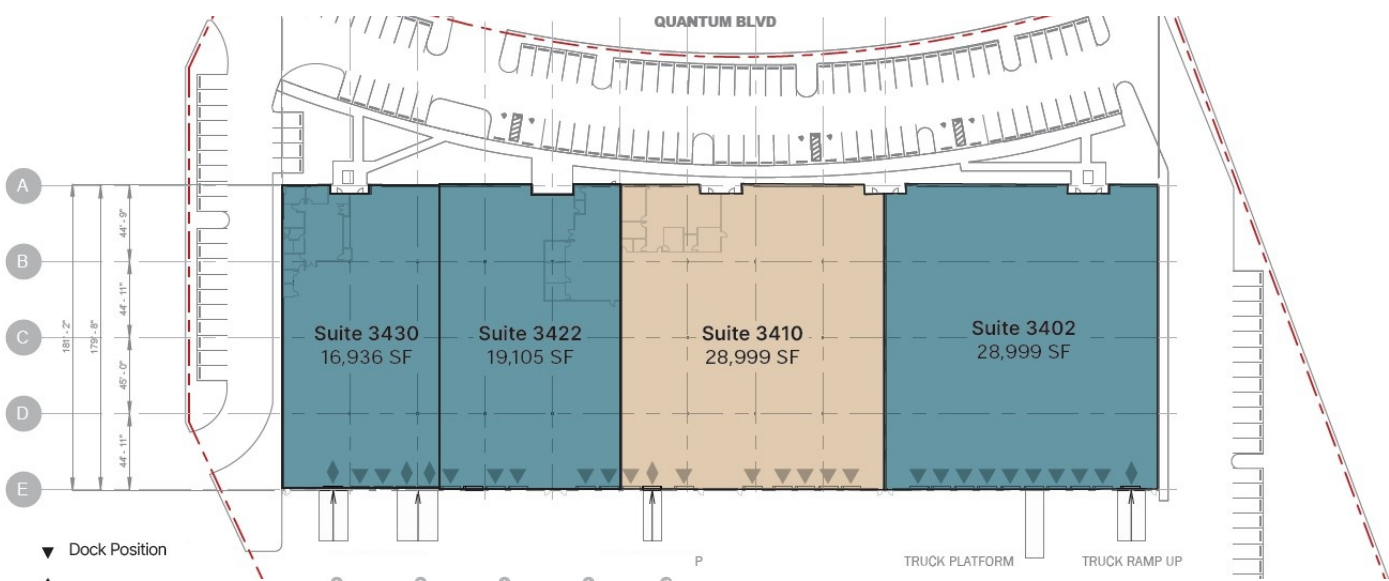 QUANTUM BLVD
A
B
C
D
E
181' - 2"
179' - 8"
44' - 9"
44' - 11"
45' - 0"
44' - 11"
Suite 3430
16,936 SF
Suite 3422
19,105 SF
Suite 3410
28,999 SF
Suite 3402
28,999 SF
Dock Position
P
TRUCK PLATFORM
TRUCK RAMP UP